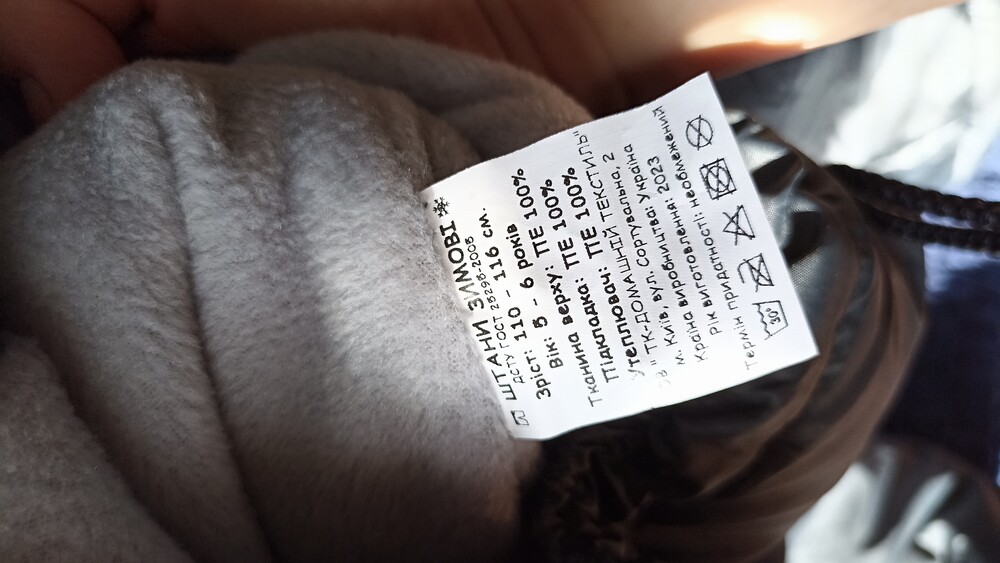 ШТАНИ ЗИМОВІ
ДСТУ ГОСТ 25295-2005
Зріст: 110 - 116 см.
Вік: 5 - 6 років
Тканина верху: ПЕ 100%
Підкладка: ПЕ 100%
Утеплювач: ПЕ 100%
"ТК-ДОМАШНІЙ ТЕКСТИЛЬ"
м. Київ, вул. Сортувальна, 2
Країна виробництва: Україна
Рік виготовлення: 2023
Термін придатності: необмежений
30°